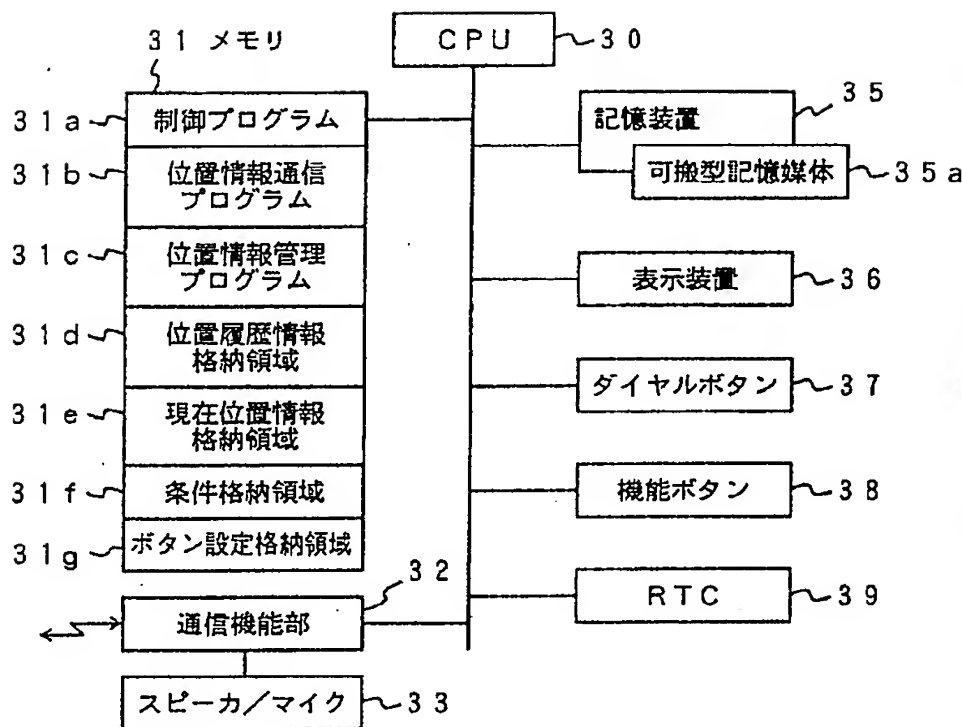 CPU
30
31 メモリ
31a
制御プログラム
31b
位置情報通信
プログラム
31c
位置情報管理
プログラム
31d
位置履歴情報
格納領域
31e
現在位置情報
格納領域
31f
条件格納領域
31g
ボタン設定格納領域
32
通信機能部
スピーカ/マイク
33
35
記憶装置
可搬型記憶媒体
35a
表示装置
36
ダイヤルボタン
37
機能ボタン
38
RTC
39